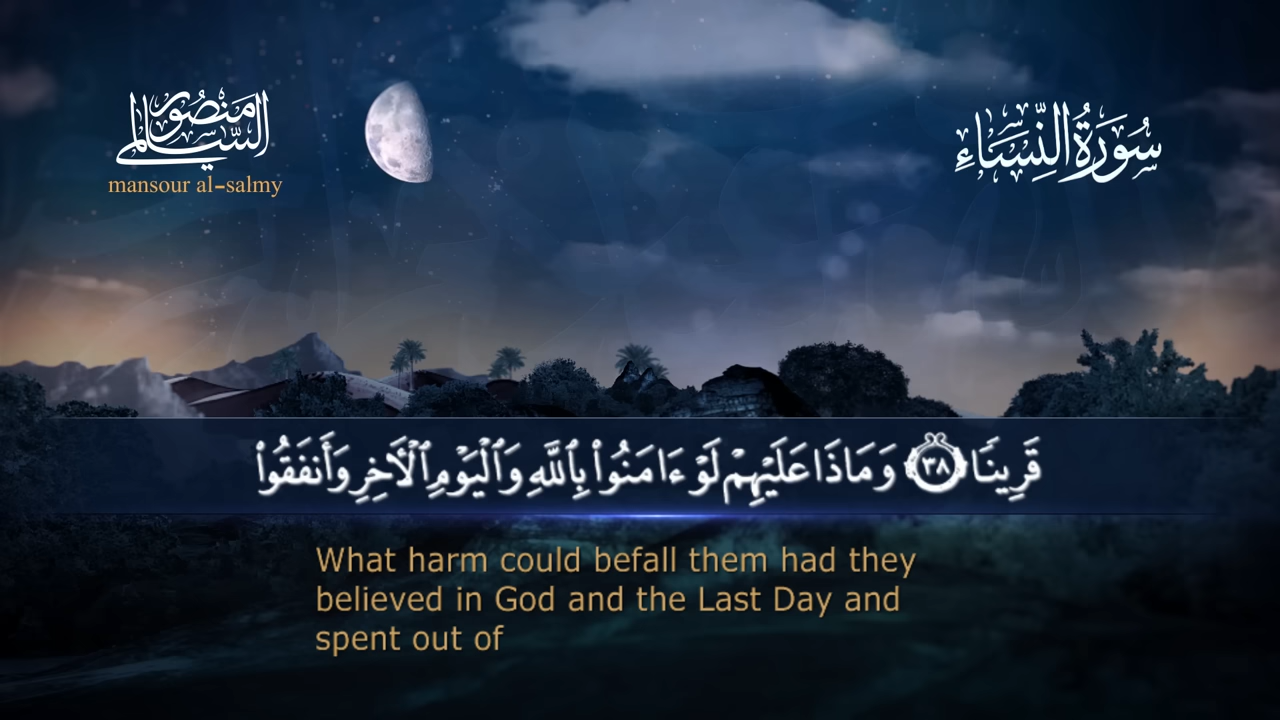 منصور السالمي
mansour al-salmy
سُورَةُ النِّسَاءِ
قَرِينًا ٣٨ وَمَاذَا عَلَيْهِمْ لَوْ ءَامَنُوا۟ بِٱللَّهِ وَٱلْيَوْمِ ٱلْـَٔاخِرِ وَأَنفَقُوا۟
What harm could befall them had they
believed in God and the Last Day and
spent out of